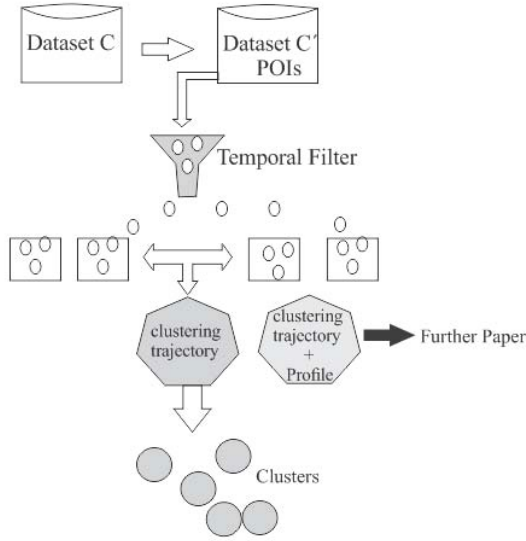 Dataset C
Dataset C´
POIs
Temporal Filter
clustering
trajectory
clustering
trajectory
+
Profile
Further Paper
Clusters